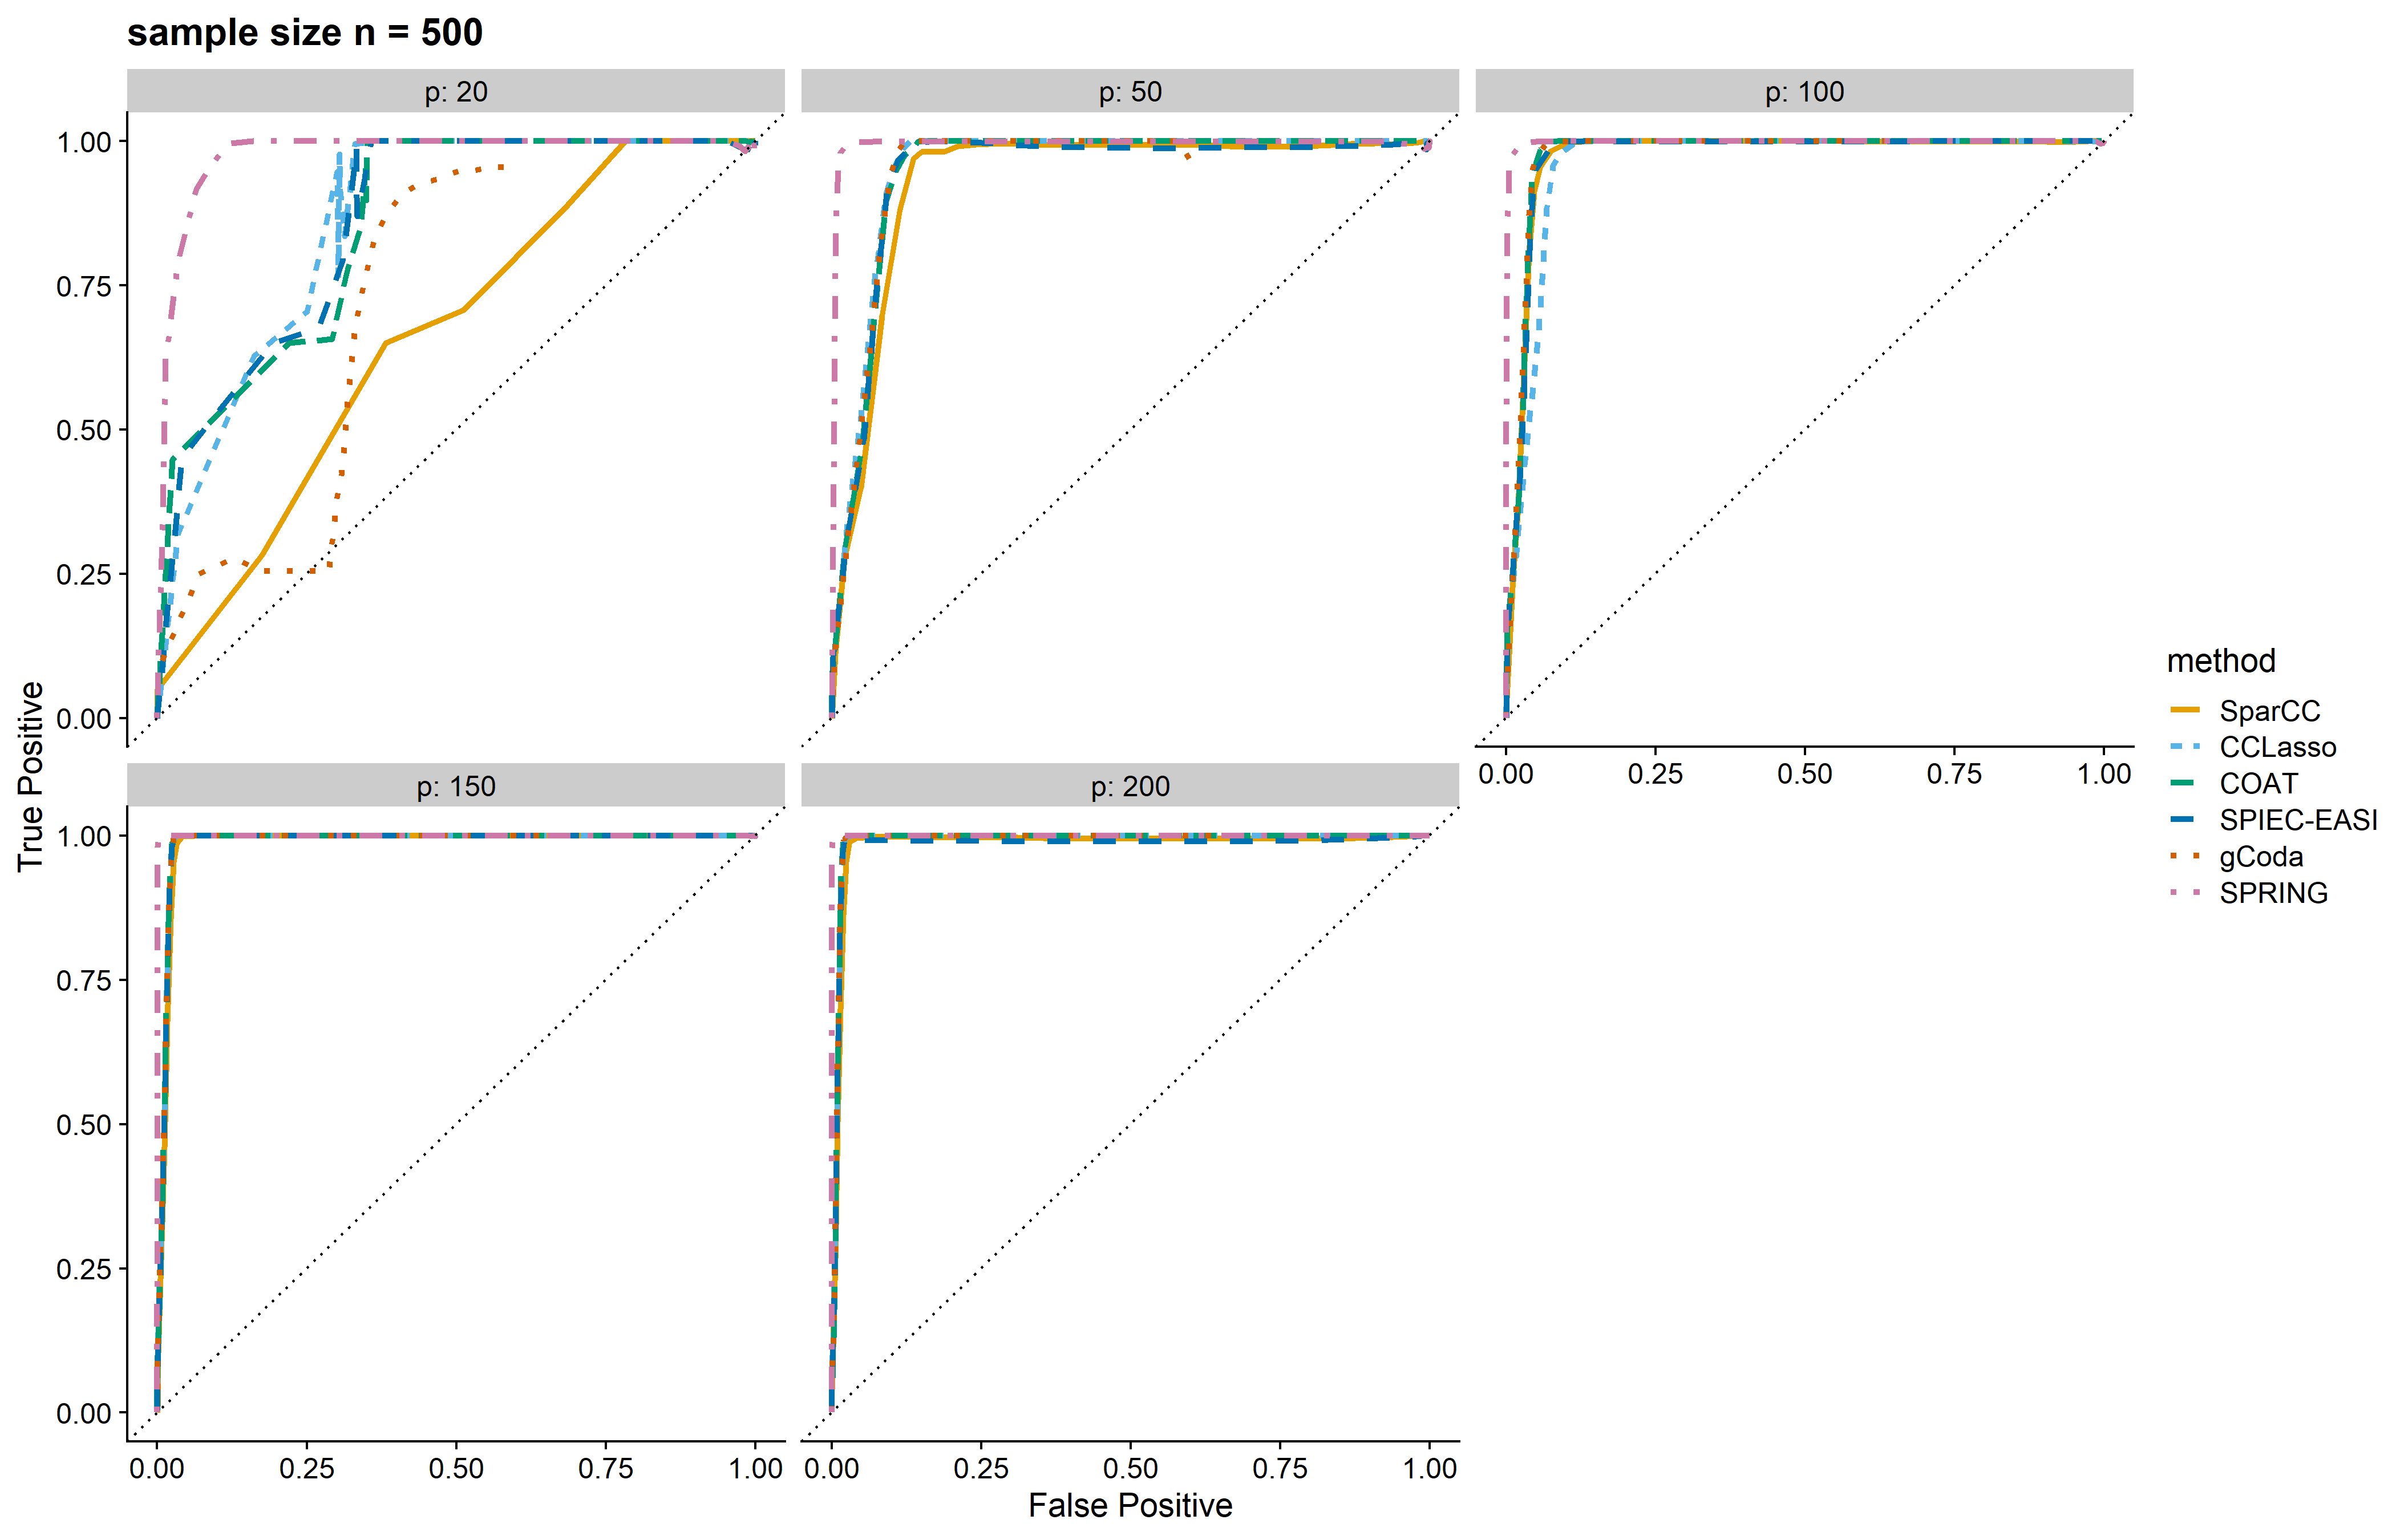 sample size n = 500
p: 20
p: 50
p: 100
1.00
0.75
0.50
0.25
0.00
0.00 0.25 0.50 0.75 1.00
p: 150
p: 200
1.00
0.75
0.50
0.25
0.00
0.00 0.25 0.50 0.75 1.00
0.00 0.25 0.50 0.75 1.00
True Positive
False Positive
method
SparCC
CCLasso
COAT
SPIEC-EASI
gCoda
SPRING